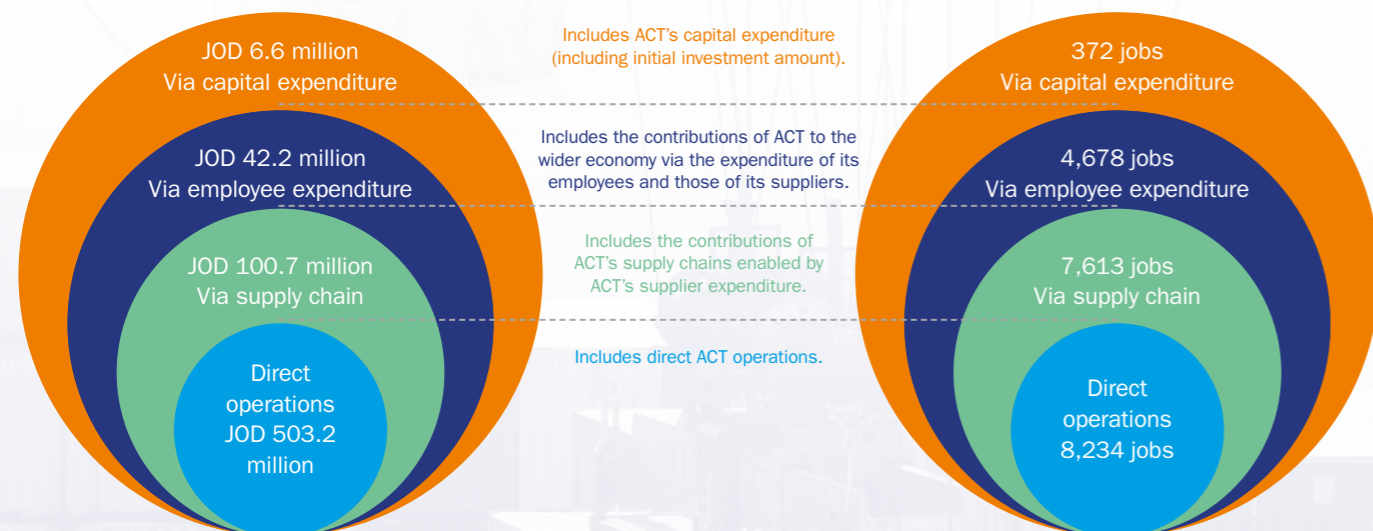 JOD 6.6 million
Via capital expenditure
JOD 42.2 million
Via employee expenditure
JOD 100.7 million
Via supply chain
Direct
operations
JOD 503.2
million
Includes ACT's capital expenditure
(including initial investment amount).
Includes the contributions of ACT to the
wider economy via the expenditure of its
employees and those of its suppliers.
Includes the contributions of
ACT's supply chains enabled by
ACT's supplier expenditure.
Includes direct ACT operations.
372 jobs
Via capital expenditure
4,678 jobs
Via employee expenditure
7,613 jobs
Via supply chain
Direct
operations
8,234 jobs